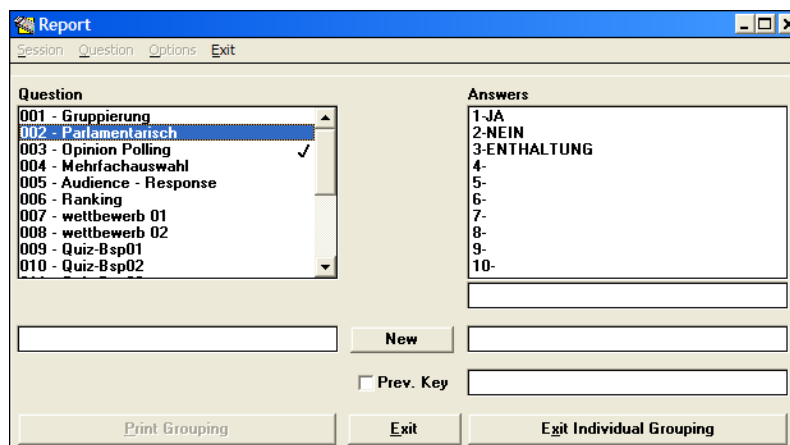 Report
Session Question Options Exit
Question
001 - Gruppierung
002 - Parlamentarisch
003 - Opinion Polling
004 - Mehrfachauswahl
005 - Audience - Response
006 - Ranking
007 - wettbewerb 01
008 - wettbewerb 02
009 - Quiz-Bsp01
010 - Quiz-Bsp02
Answers
1-JA
2-NEIN
3-ENTHALTUNG
4-
5-
6-
7-
8-
9-
10-
New
Prev. Key
Print Grouping
Exit
Exit Individual Grouping